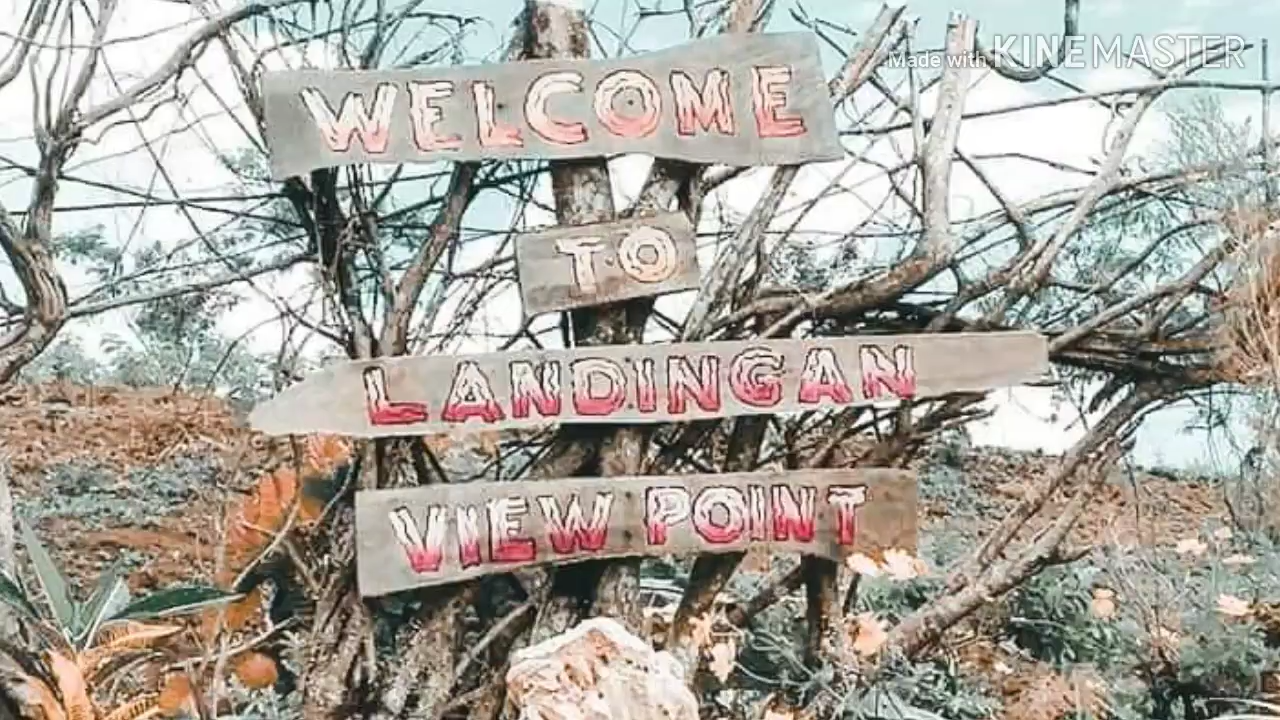 Made with KINEMASTER
WELCOME
TO
LANDINGAN
VIEW POINT